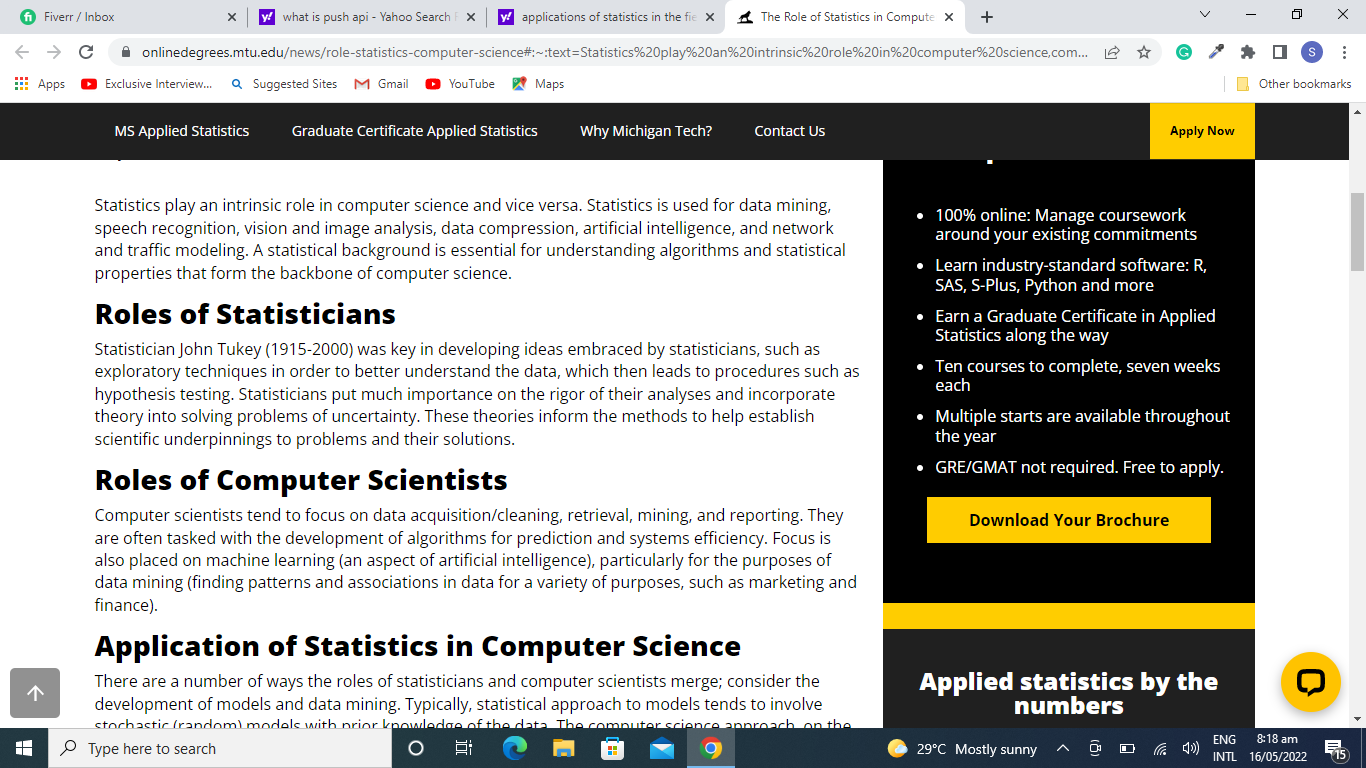 Fiverr / Inbox
what is push api - Yahoo Search R
applications of statistics in the fie
The Role of Statistics in Compute
onlinedegrees.mtu.edu/news/role-statistics-computer-science#:~:text=Statistics%20play%20an%20intrinsic%20role%20in%20computer%20science,com...
S
Apps
Exclusive Interview...
Suggested Sites
Gmail
YouTube
Maps
Other bookmarks
MS Applied Statistics
Graduate Certificate Applied Statistics
Why Michigan Tech?
Contact Us
Apply Now
Statistics play an intrinsic role in computer science and vice versa. Statistics is used for data mining,
speech recognition, vision and image analysis, data compression, artificial intelligence, and network
and traffic modeling. A statistical background is essential for understanding algorithms and statistical
properties that form the backbone of computer science.
Roles of Statisticians
Statistician John Tukey (1915-2000) was key in developing ideas embraced by statisticians, such as
exploratory techniques in order to better understand the data, which then leads to procedures such as
hypothesis testing. Statisticians put much importance on the rigor of their analyses and incorporate
theory into solving problems of uncertainty. These theories inform the methods to help establish
scientific underpinnings to problems and their solutions.
Roles of Computer Scientists
Computer scientists tend to focus on data acquisition/cleaning, retrieval, mining, and reporting. They
are often tasked with the development of algorithms for prediction and systems efficiency. Focus is
also placed on machine learning (an aspect of artificial intelligence), particularly for the purposes of
data mining (finding patterns and associations in data for a variety of purposes, such as marketing and
finance).
Application of Statistics in Computer Science
There are a number of ways the roles of statisticians and computer scientists merge; consider the
development of models and data mining. Typically, statistical approach to models tends to involve
stochastic (random) models with prior knowledge of the data. The computer science approach, on the
100% online: Manage coursework
around your existing commitments
Learn industry-standard software: R,
SAS, S-Plus, Python and more
Earn a Graduate Certificate in Applied
Statistics along the way
Ten courses to complete, seven weeks
each
Multiple starts are available throughout
the year
GRE/GMAT not required. Free to apply.
Download Your Brochure
Applied statistics by the
numbers
Type here to search
29°C Mostly sunny
ENG
INTL
8:18 am
16/05/2022
15